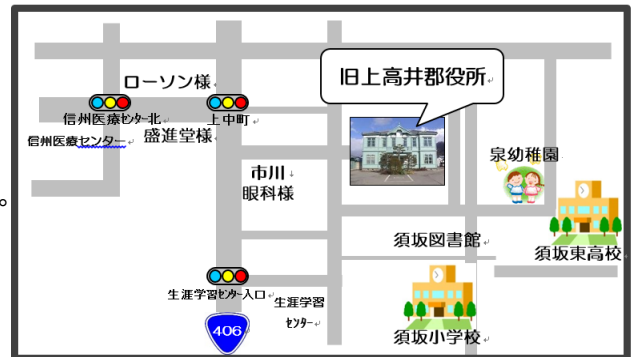 ローソン様
旧上高井郡役所
信州医療センター北
上中町
信州医療センター
盛進堂様
泉幼稚園
市川
眼科様
須坂図書館
須坂東高校
生涯学習センター入口
生涯学習
センター
406
須坂小学校